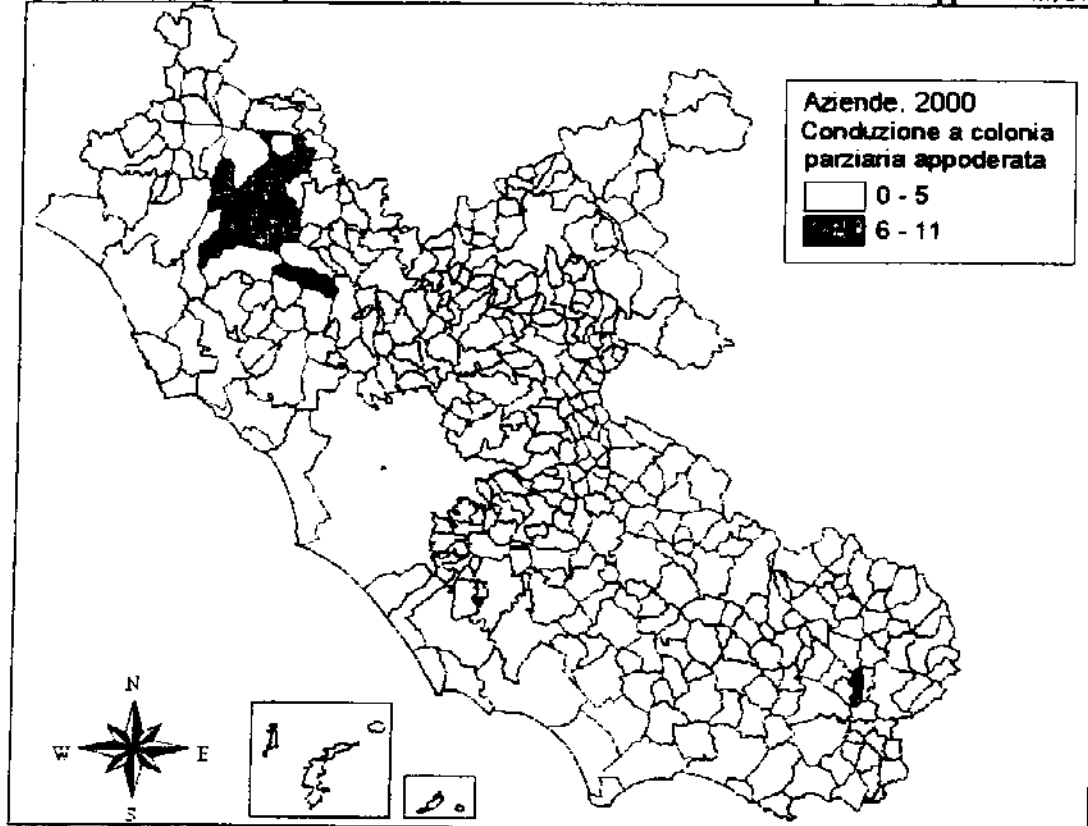 Aziende. 2000
Conduzione a colonia
parziaria appoderata
0 - 5
6 - 11
N
W E
S